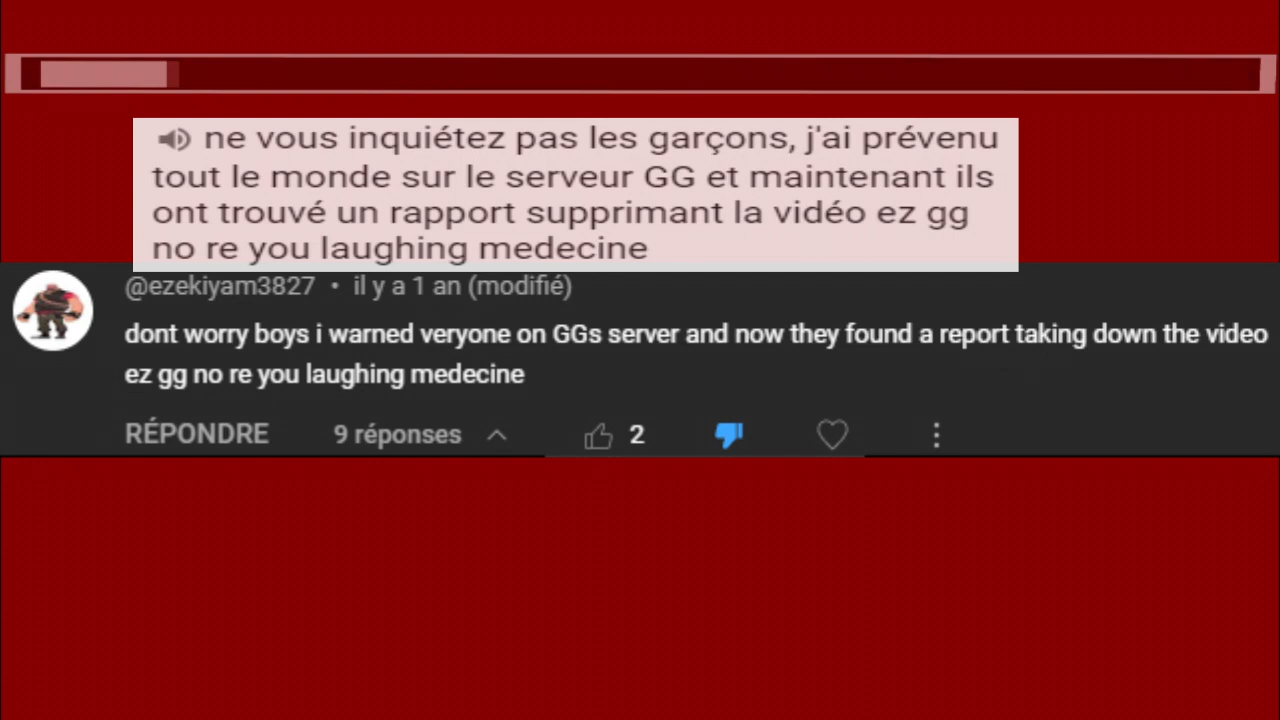 ne vous inquiétez pas les garçons, j'ai prévenu
tout le monde sur le serveur GG et maintenant ils
ont trouvé un rapport supprimant la vidéo ez gg
no re you laughing medecine
@ezekiyam3827 • il y a 1 an (modifié)
dont worry boys i warned veryone on GGs server and now they found a report taking down the video
ez gg no re you laughing medecine
RÉPONDRE 9 réponses 2